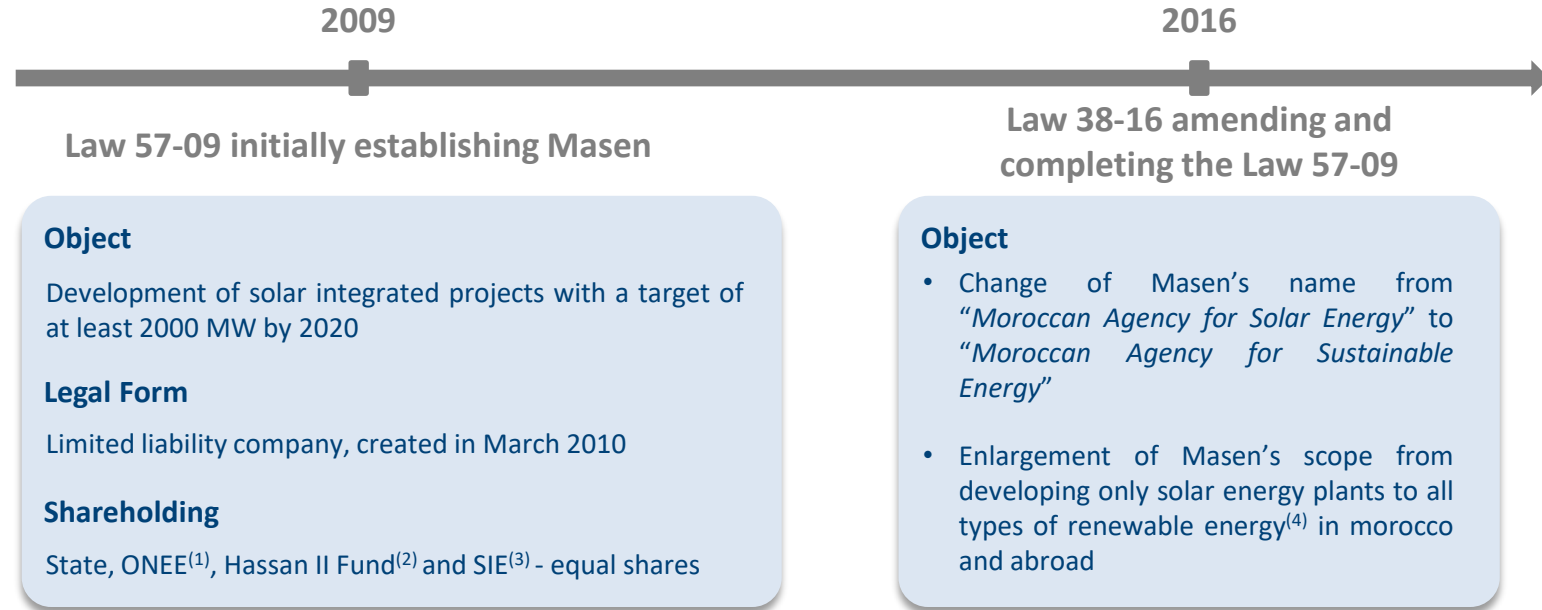 2009
2016
Law 57-09 initially establishing Masen
Law 38-16 amending and
completing the Law 57-09
Object
Development of solar integrated projects with a target of
at least 2000 MW by 2020
Legal Form
Limited liability company, created in March 2010
Shareholding
State, ONEE(1), Hassan II Fund(2) and SIE(3) - equal shares
Object
• Change of Masen’s name from
“Moroccan Agency for Solar Energy” to
“Moroccan Agency for Sustainable
Energy”
• Enlargement of Masen’s scope from
developing only solar energy plants to all
types of renewable energy(4) in morocco
and abroad